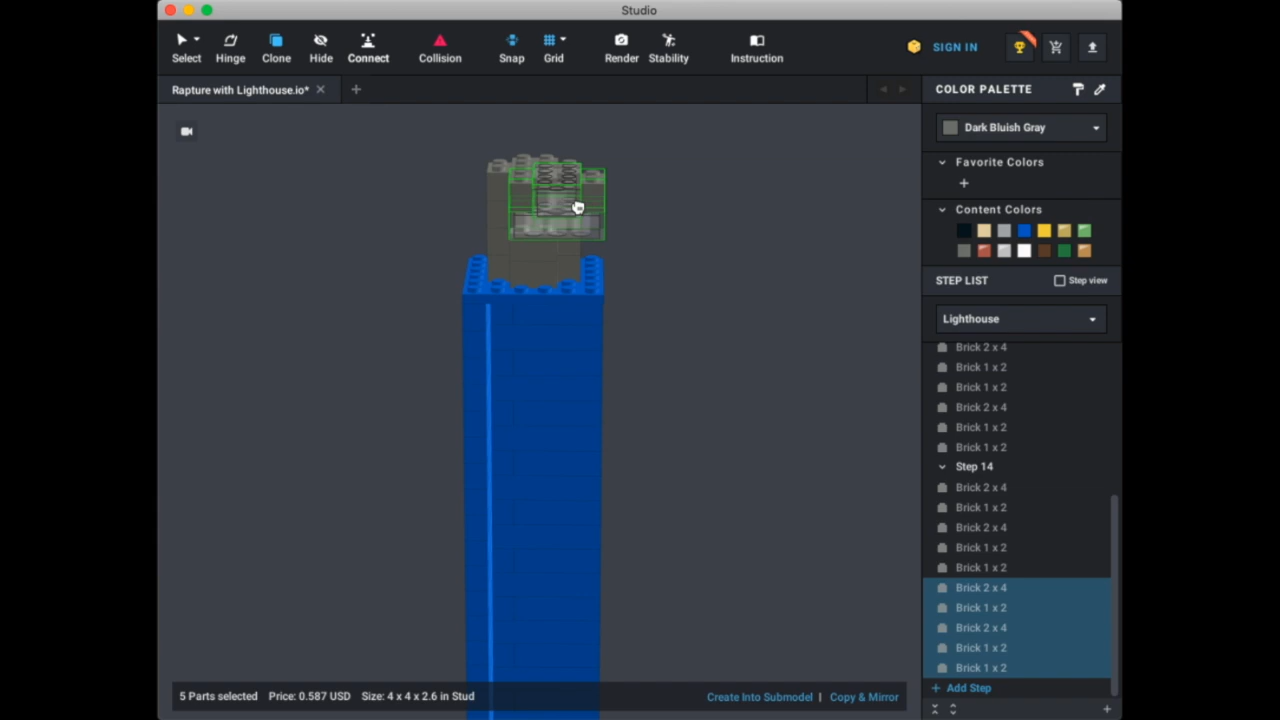 Studio
Select Hinge Clone Hide Connect Collision Snap Grid Render Stability Instruction SIGN IN
Rapture with Lighthouse.io*
COLOR PALETTE
Dark Bluish Gray
Favorite Colors
Content Colors
STEP LIST Step view
Lighthouse
Brick 2 x 4
Brick 1 x 2
Brick 1 x 2
Brick 2 x 4
Brick 1 x 2
Brick 1 x 2
Step 14
Brick 2 x 4
Brick 1 x 2
Brick 2 x 4
Brick 1 x 2
Brick 1 x 2
Brick 2 x 4
Brick 1 x 2
Brick 2 x 4
Brick 1 x 2
Brick 1 x 2
+ Add Step
5 Parts selected Price: 0.587 USD Size: 4 x 4 x 2.6 in Stud Create Into Submodel | Copy & Mirror